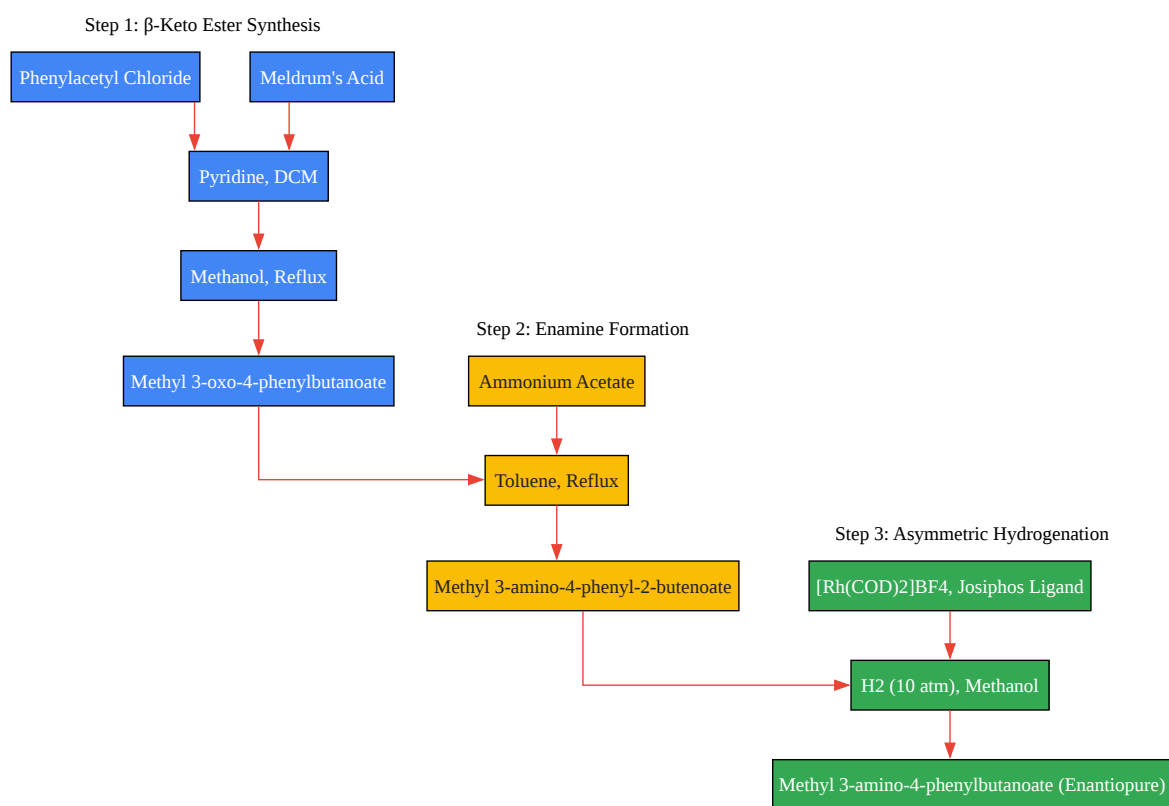 Step 1: β-Keto Ester Synthesis
Phenylacetyl Chloride
Meldrum's Acid
Pyridine, DCM
Methanol, Reflux
Methyl 3-oxo-4-phenylbutanoate
Step 2: Enamine Formation
Ammonium Acetate
Toluene, Reflux
Methyl 3-amino-4-phenyl-2-butenoate
Step 3: Asymmetric Hydrogenation
[Rh(COD)2]BF4, Josiphos Ligand
H2 (10 atm), Methanol
Methyl 3-amino-4-phenylbutanoate (Enantiopure)